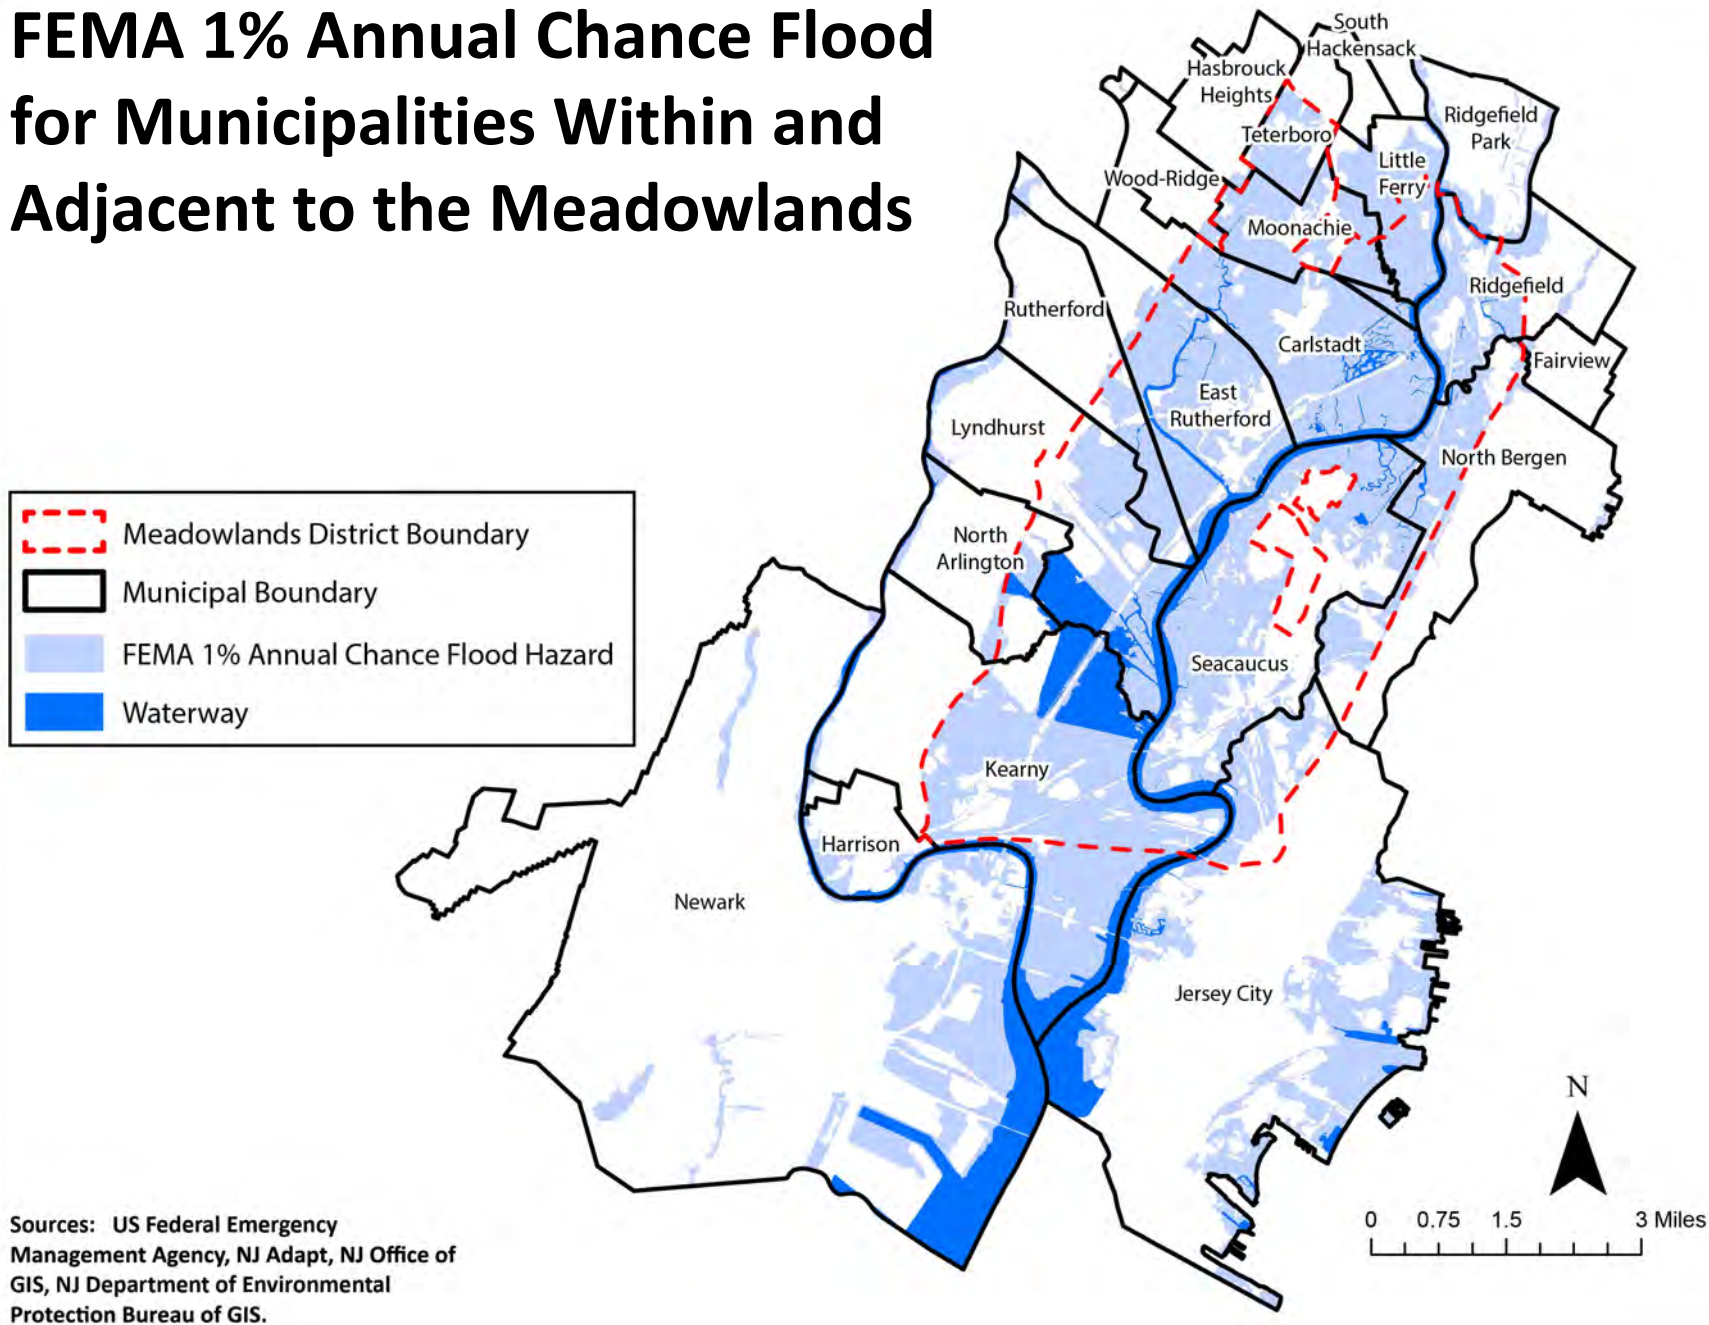 FEMA 1% Annual Chance Flood
for Municipalities Within and
Adjacent to the Meadowlands
South
Hackensack
Hasbrouck
Heights
Ridgefield
Park
Teterboro
Little
Ferry
Wood-Ridge
Moonachie
Ridgefield
Rutherford
Carlstadt
Fairview
East
Rutherford
Lyndhurst
North Bergen
North
Arlington
Seacaucus
Kearny
Harrison
Newark
Jersey City
Meadowlands District Boundary
Municipal Boundary
FEMA 1% Annual Chance Flood Hazard
Waterway
N
0 0.75 1.5 3 Miles
Sources: US Federal Emergency
Management Agency, NJ Adapt, NJ Office of
GIS, NJ Department of Environmental
Protection Bureau of GIS.